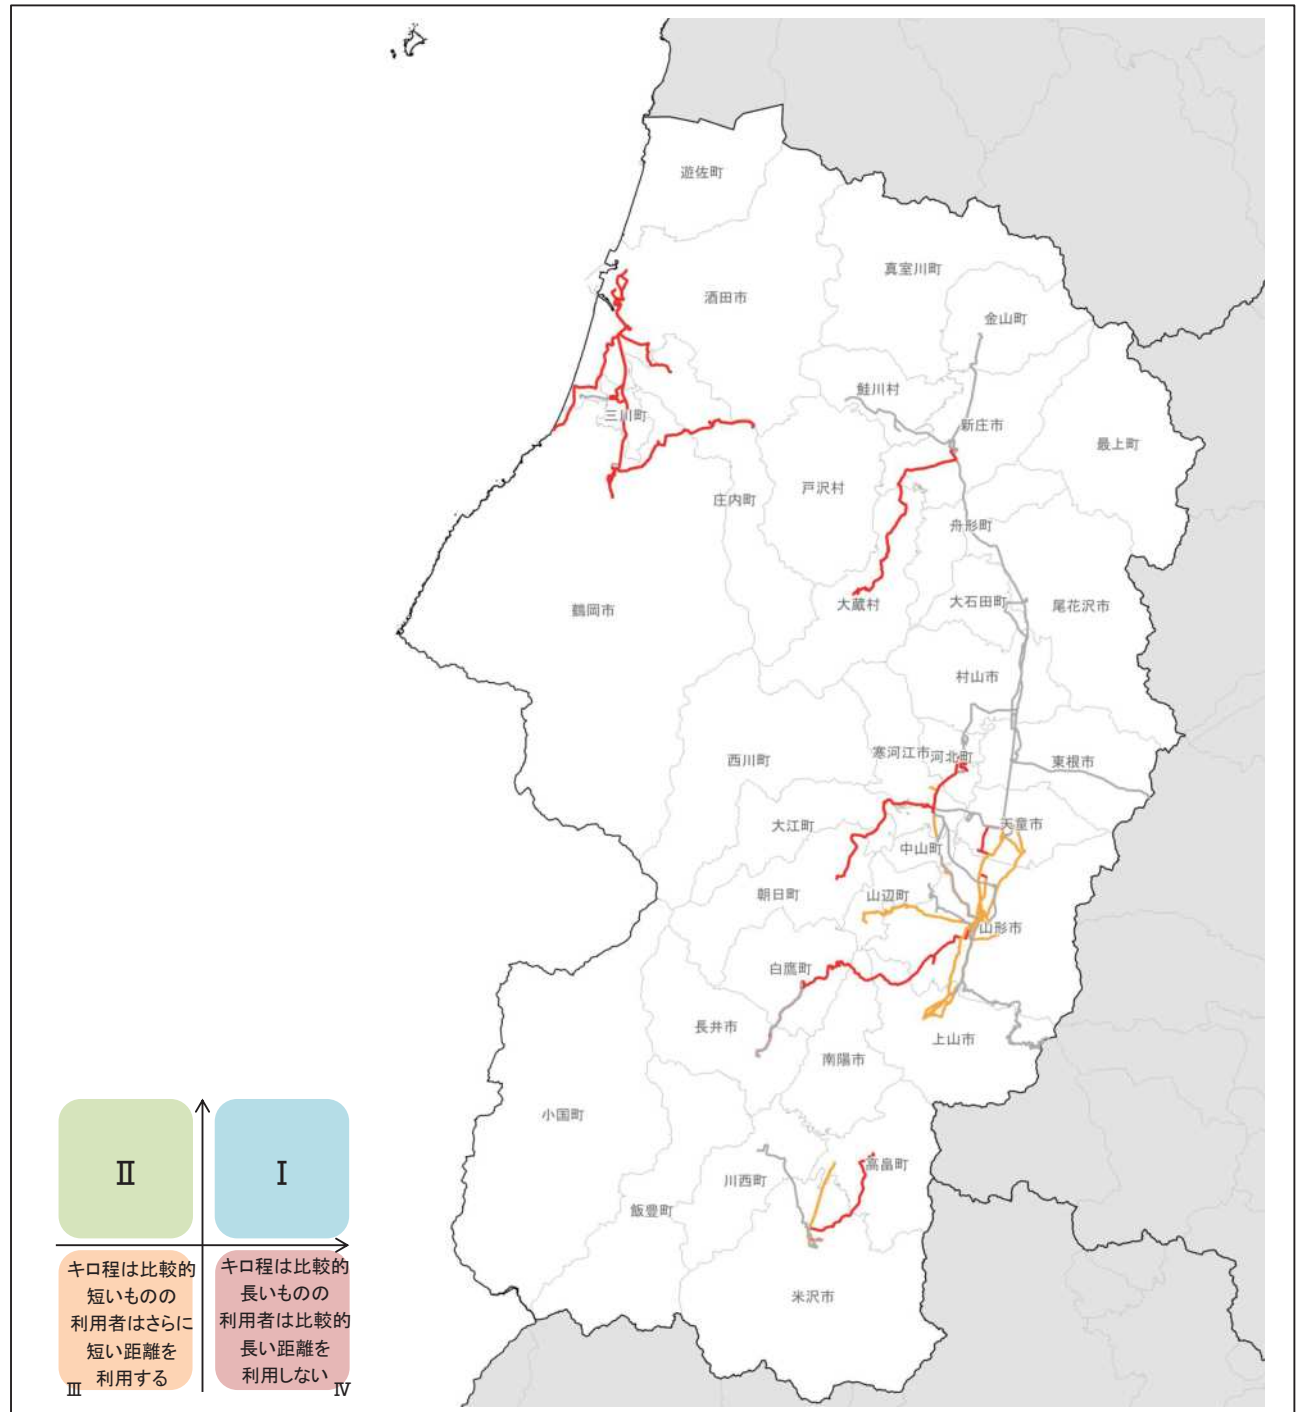 遊佐町
真室川町
酒田市
金山町
鮭川村
三川町
新庄市
最上町
戸沢村
庄内町
舟形町
大蔵村
大石田町
尾花沢市
鶴岡市
村山市
寒河江市
河北町
西川町
東根市
大江町
天童市
中山町
朝日町
山辺町
山形市
白鷹町
長井市
上山市
南陽市
小国町
高畠町
川西町
飯豊町
米沢市
Ⅱ
Ⅰ
キロ程は比較的
短いものの
利用者はさらに
短い距離を
利用する
Ⅲ
キロ程は比較的
長いものの
利用者は比較的
長い距離を
利用しない
Ⅳ